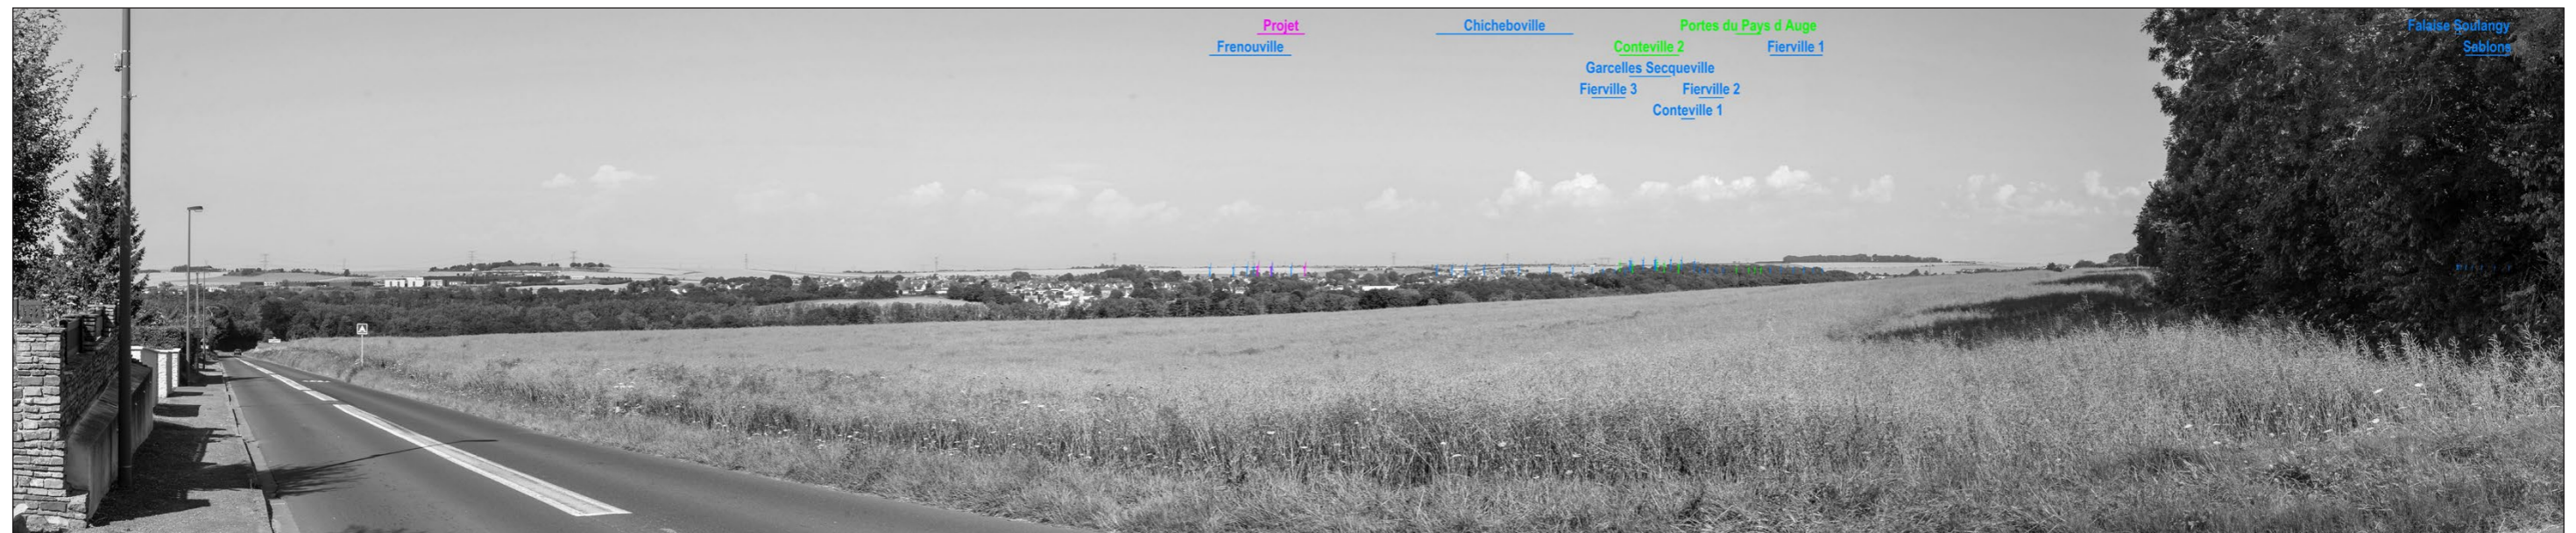 Projet
Chicheboville
Portes du Pays d Auge
Falaise Soulangy
Frenouville
Conteville 2
Fierville 1
Sablons
Garcelles Secqueville
Fierville 3
Fierville 2
Conteville 1